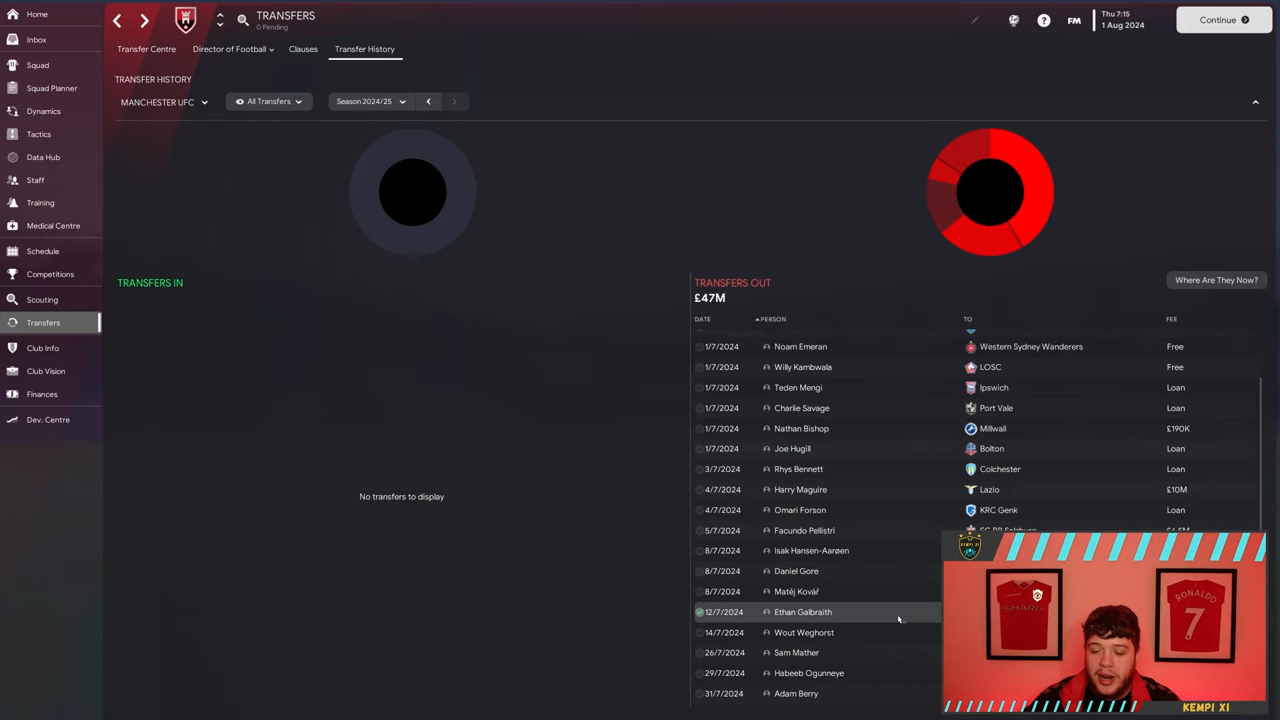 Home
Inbox
Squad
Squad Planner
Dynamics
Tactics
Data Hub
Staff
Training
Medical Centre
Schedule
Competitions
Scouting
Transfers
Club Info
Club Vision
Finances
Dev. Centre
TRANSFERS
0 Pending
FM
Thu 7:15
1 Aug 2024
Continue
Transfer Centre
Director of Football
Clauses
Transfer History
TRANSFER HISTORY
MANCHESTER UFC
All Transfers
Season 2024/25
TRANSFERS IN
No transfers to display
TRANSFERS OUT
£47M
Where Are They Now?
DATE PERSON TO FEE
1/7/2024 Noam Emeran Western Sydney Wanderers Free
1/7/2024 Willy Kambwala LOSC Free
1/7/2024 Teden Mengi Ipswich Loan
1/7/2024 Charlie Savage Port Vale Loan
1/7/2024 Nathan Bishop Millwall £190K
1/7/2024 Joe Hugill Bolton Loan
3/7/2024 Rhys Bennett Colchester Loan
4/7/2024 Harry Maguire Lazio £10M
4/7/2024 Omari Forson KRC Genk Loan
5/7/2024 Facundo Pellistri
8/7/2024 Isak Hansen-Aarøen
8/7/2024 Daniel Gore
8/7/2024 Matěj Kovář
12/7/2024 Ethan Galbraith
14/7/2024 Wout Weghorst
26/7/2024 Sam Mather
29/7/2024 Habeeb Ogunneye
31/7/2024 Adam Berry
KEMPI XI
SHARP
RONALDO
7
KEMPI XI